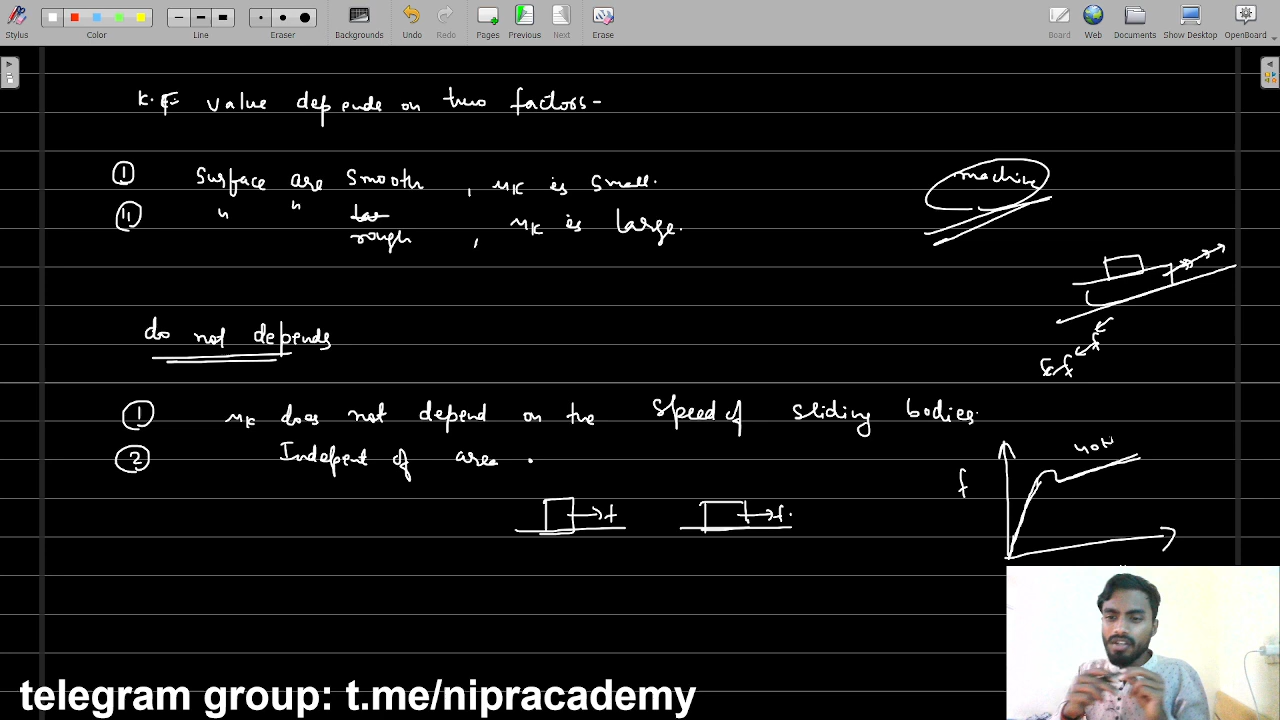 Stylus Color Line Eraser Backgrounds Undo Redo Pages Previous Next Erase Board Web Documents Show Desktop OpenBoard
K.F value depends on two factors-
① Surface are smooth , μK is small.
machine
② " " rough , μK is large.
do not depends
f
① μK does not depend on the speed of sliding bodies.
② Indepent of area .
f
f f.
telegram group: t.me/nipracademy